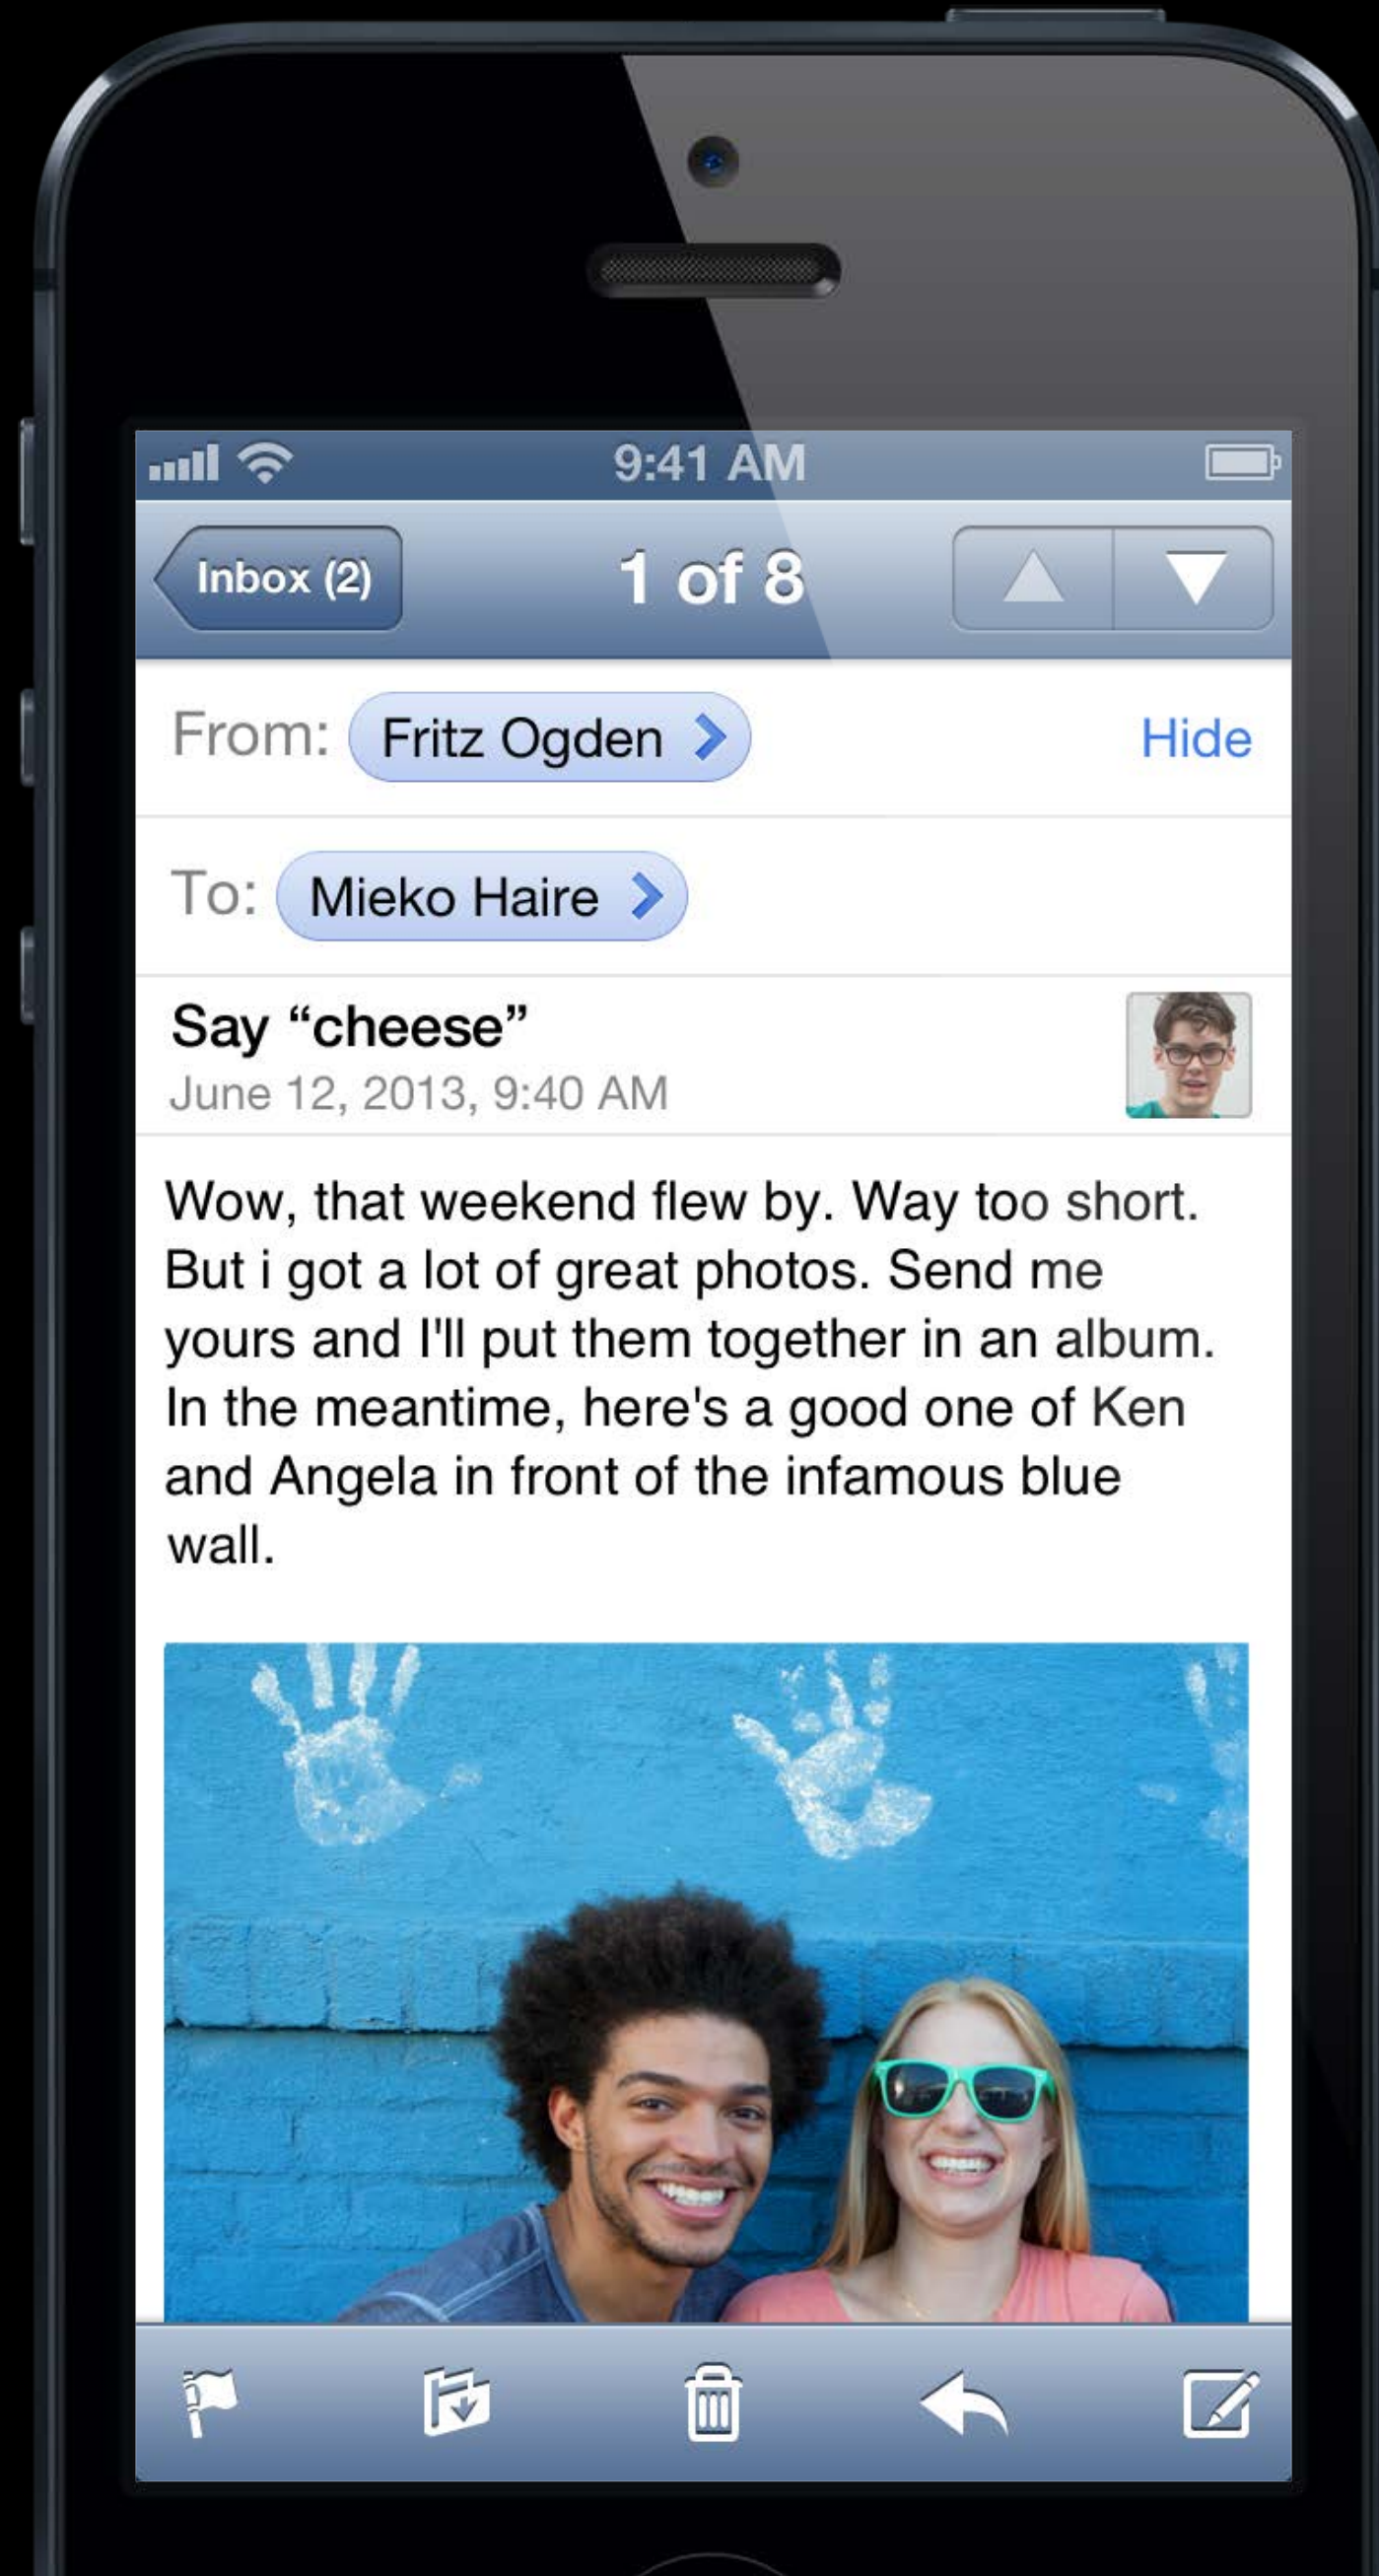 9:41 AM
Inbox (2)
1 of 8
From: Fritz Ogden
Hide
To: Mieko Haire
Say “cheese”
June 12, 2013, 9:40 AM
Wow, that weekend flew by. Way too short.
But i got a lot of great photos. Send me
yours and I'll put them together in an album.
In the meantime, here's a good one of Ken
and Angela in front of the infamous blue
wall.